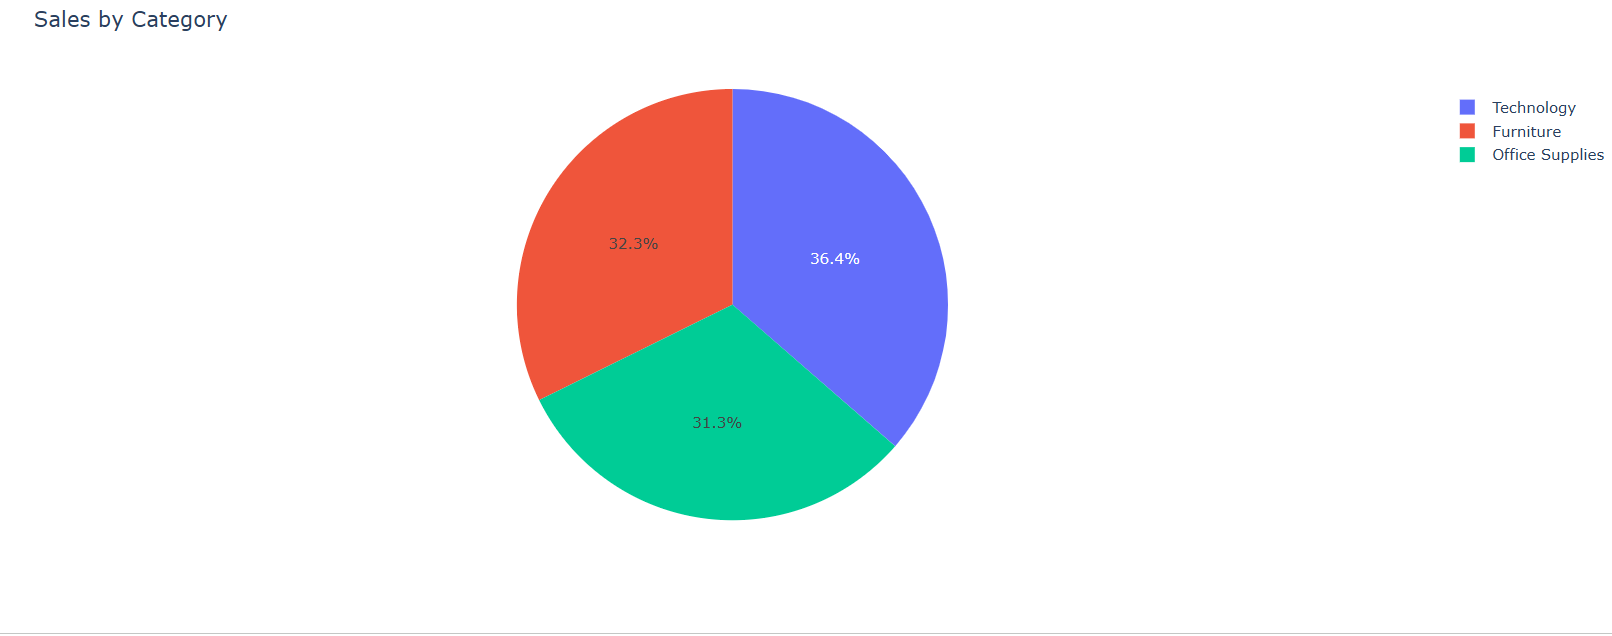 Sales by Category
Technology
Furniture
Office Supplies
32.3%
36.4%
31.3%